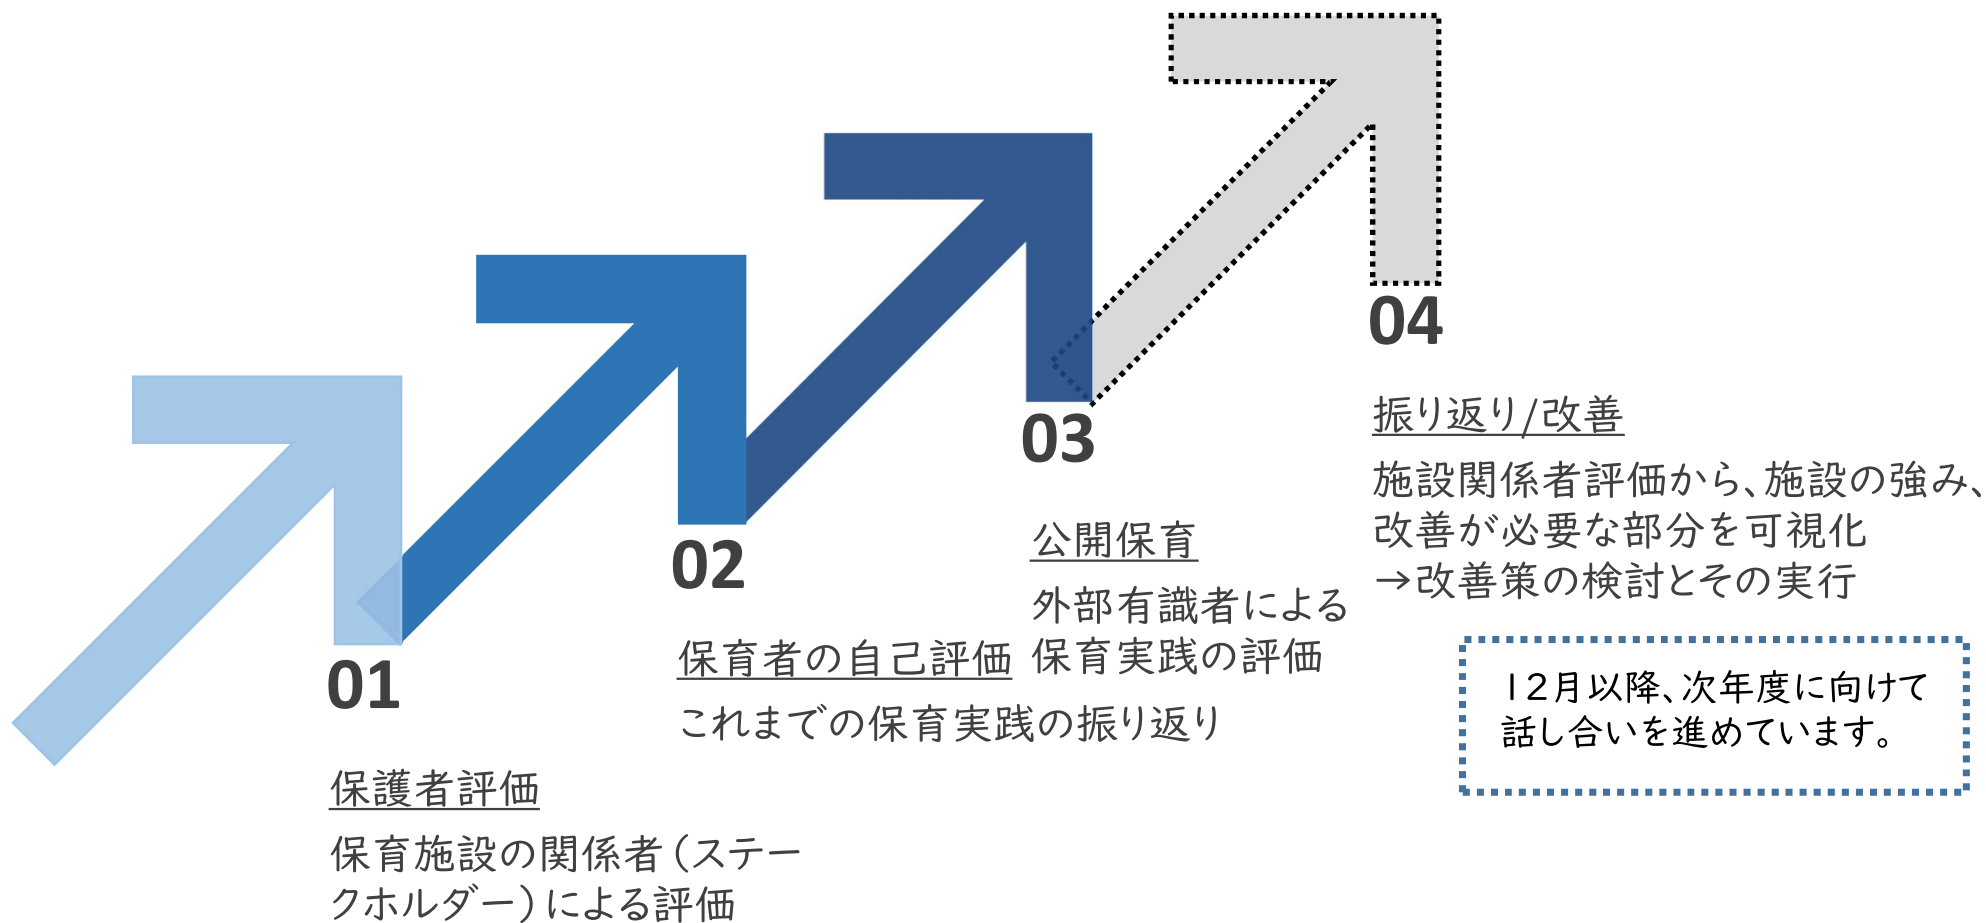 01
保護者評価
保育施設の関係者（ステー
クホルダー）による評価
02
保育者の自己評価
これまでの保育実践の振り返り
03
公開保育
外部有識者による
保育実践の評価
04
振り返り/改善
施設関係者評価から、施設の強み、
改善が必要な部分を可視化
→改善策の検討とその実行
12月以降、次年度に向けて
話し合いを進めています。